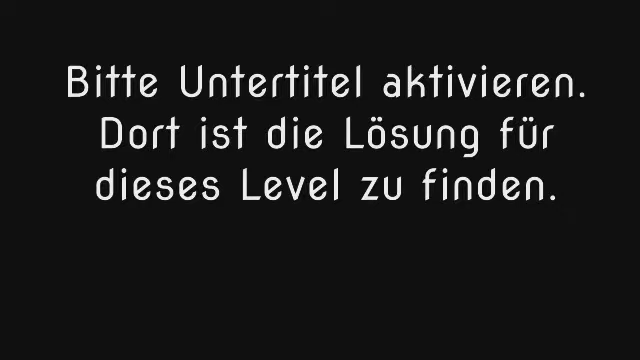 Bitte Untertitel aktivieren.
Dort ist die Lösung für
dieses Level zu finden.